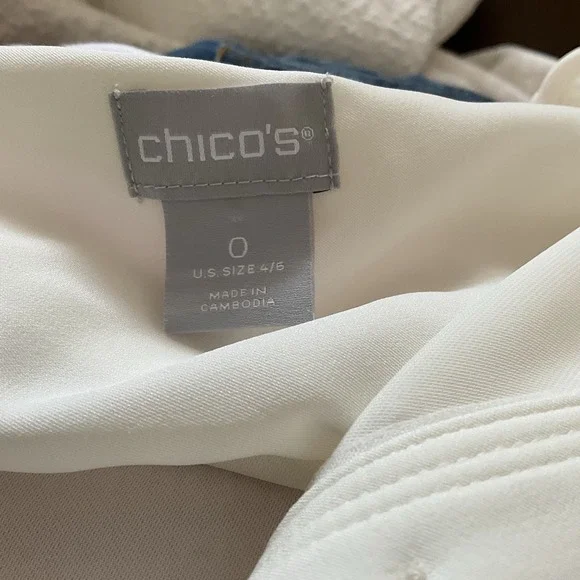 chico's®
0
U.S. SIZE 4/6
MADE IN
CAMBODIA